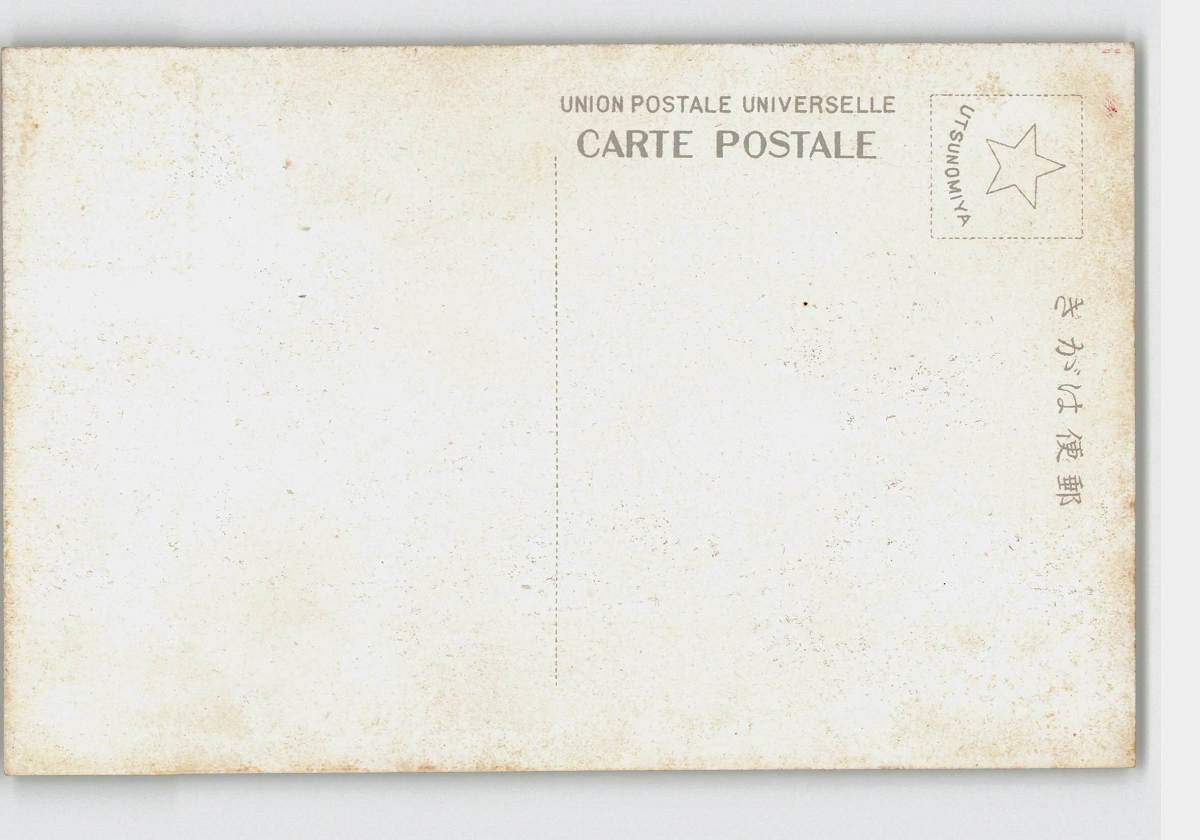 UNION POSTALE UNIVERSELLE
CARTE POSTALE
UTSUNOMIYA
郵便はがき